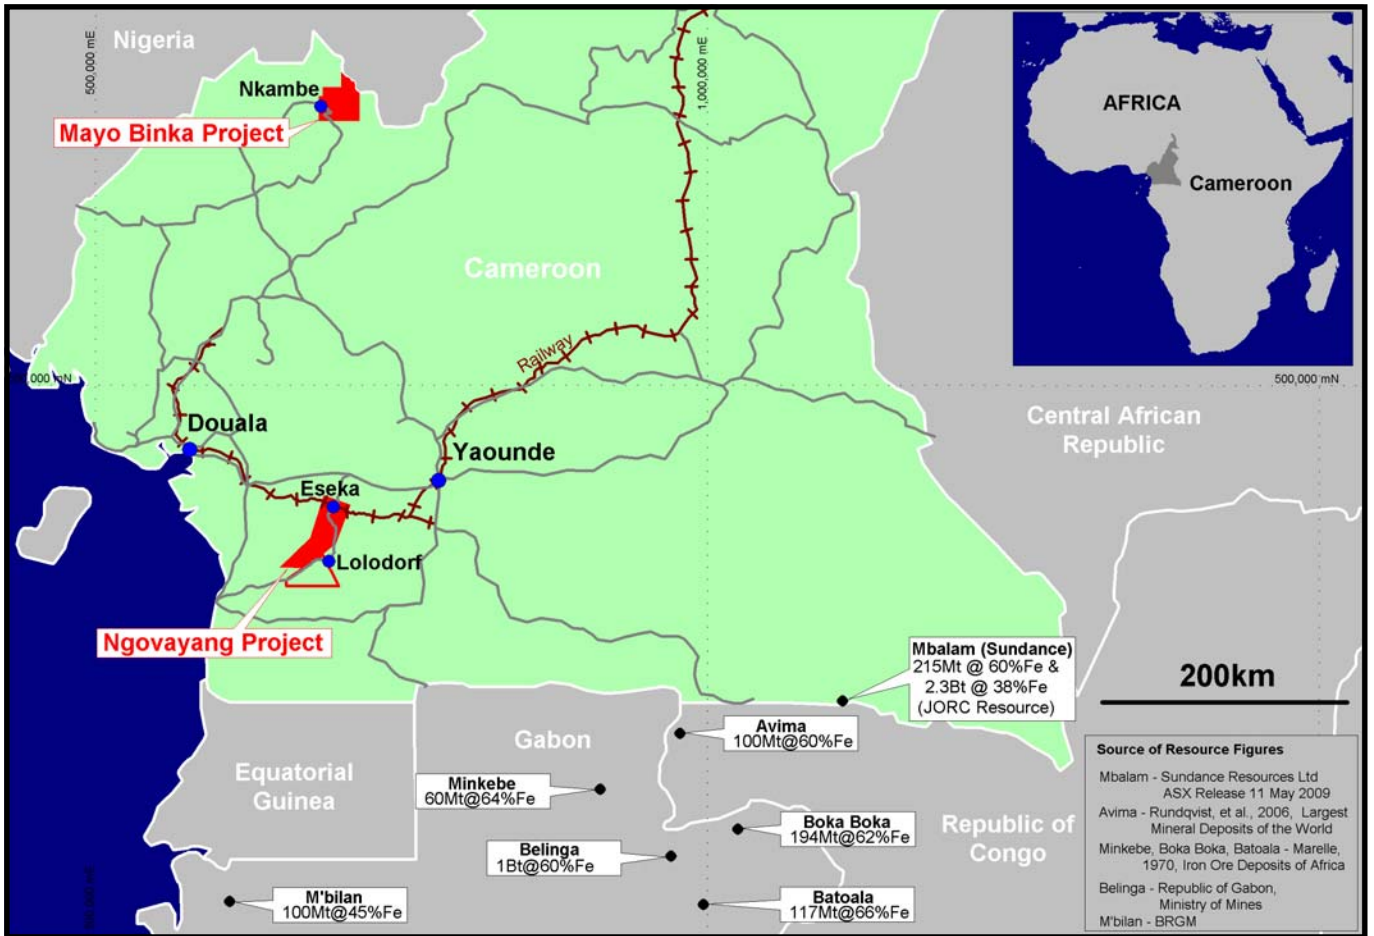 Nigeria
500,000 mE
1,000,000 mE
Nkambe
Mayo Binka Project
AFRICA
Cameroon
Cameroon
Railway
,000 mN
500,000 mN
Central African
Republic
Douala
Yaounde
Eseka
Lolodorf
Ngovayang Project
Mbalam (Sundance)
215Mt @ 60%Fe &
2.3Bt @ 38%Fe
(JORC Resource)
200km
Avima
100Mt@60%Fe
Gabon
Equatorial
Guinea
Minkebe
60Mt@64%Fe
Boka Boka
194Mt@62%Fe
Republic of
Congo
Belinga
1Bt@60%Fe
M'bilan
100Mt@45%Fe
Batoala
117Mt@66%Fe
Source of Resource Figures
Mbalam - Sundance Resources Ltd
ASX Release 11 May 2009
Avima - Rundqvist, et al., 2006, Largest
Mineral Deposits of the World
Minkebe, Boka Boka, Batoala - Marelle,
1970, Iron Ore Deposits of Africa
Belinga - Republic of Gabon,
Ministry of Mines
M'bilan - BRGM